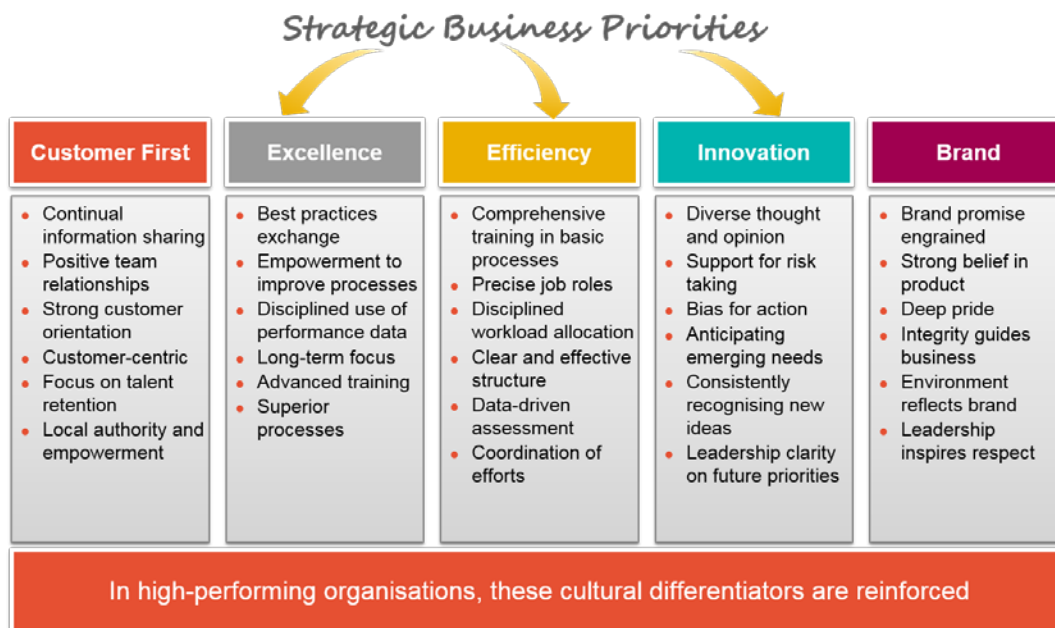 Strategic Business Priorities
Customer First
Excellence
Efficiency
Innovation
Brand
• Continual
information sharing
• Positive team
relationships
• Strong customer
orientation
• Customer-centric
• Focus on talent
retention
• Local authority and
empowerment
• Best practices
exchange
• Empowerment to
improve processes
• Disciplined use of
performance data
• Long-term focus
• Advanced training
• Superior
processes
• Comprehensive
training in basic
processes
• Precise job roles
• Disciplined
workload allocation
• Clear and effective
structure
• Data-driven
assessment
• Coordination of
efforts
• Diverse thought
and opinion
• Support for risk
taking
• Bias for action
• Anticipating
emerging needs
• Consistently
recognising new
ideas
• Leadership clarity
on future priorities
• Brand promise
engrained
• Strong belief in
product
• Deep pride
• Integrity guides
business
• Environment
reflects brand
• Leadership
inspires respect
In high-performing organisations, these cultural differentiators are reinforced